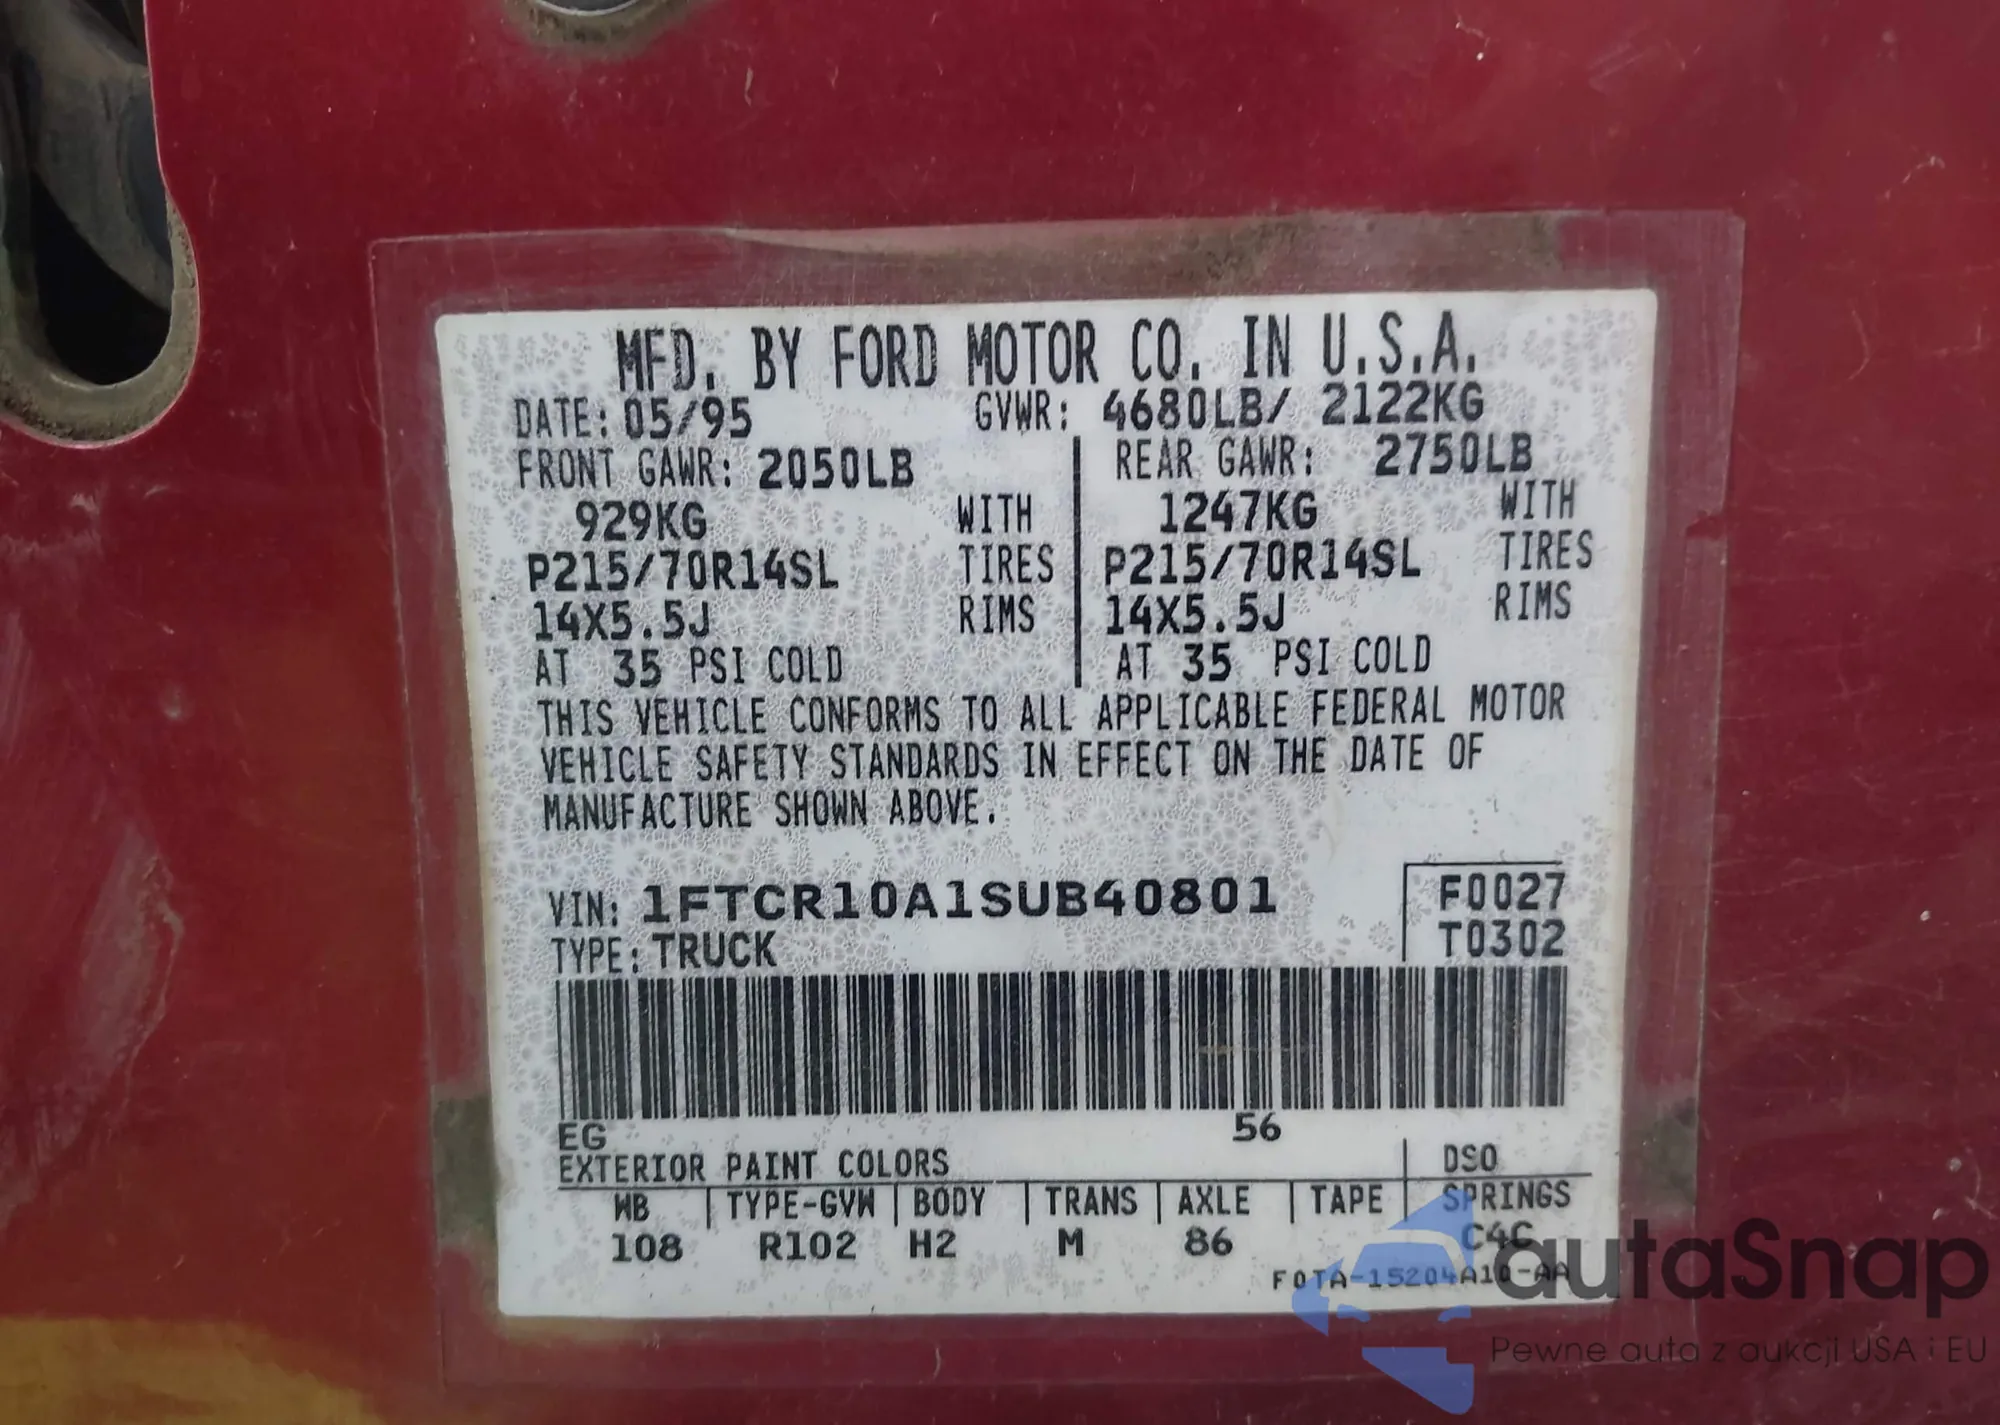 MFD. BY FORD MOTOR CO. IN U.S.A.
DATE: 05/95 GVWR: 4680LB/ 2122KG
FRONT GAWR: 2050LB REAR GAWR: 2750LB
929KG WITH 1247KG WITH
P215/70R14SL TIRES P215/70R14SL TIRES
14X5.5J RIMS 14X5.5J RIMS
AT 35 PSI COLD AT 35 PSI COLD
THIS VEHICLE CONFORMS TO ALL APPLICABLE FEDERAL MOTOR
VEHICLE SAFETY STANDARDS IN EFFECT ON THE DATE OF
MANUFACTURE SHOWN ABOVE.
VIN: 1FTCR10A1SUB40801 F0027
TYPE: TRUCK T0302
EG 56
EXTERIOR PAINT COLORS DSO
WB TYPE-GVW BODY TRANS AXLE TAPE SPRINGS
108 R102 H2 M 86 C4C
F0TA-15204A10-AA
autaSnap
Pewne auta z aukcji USA i EU